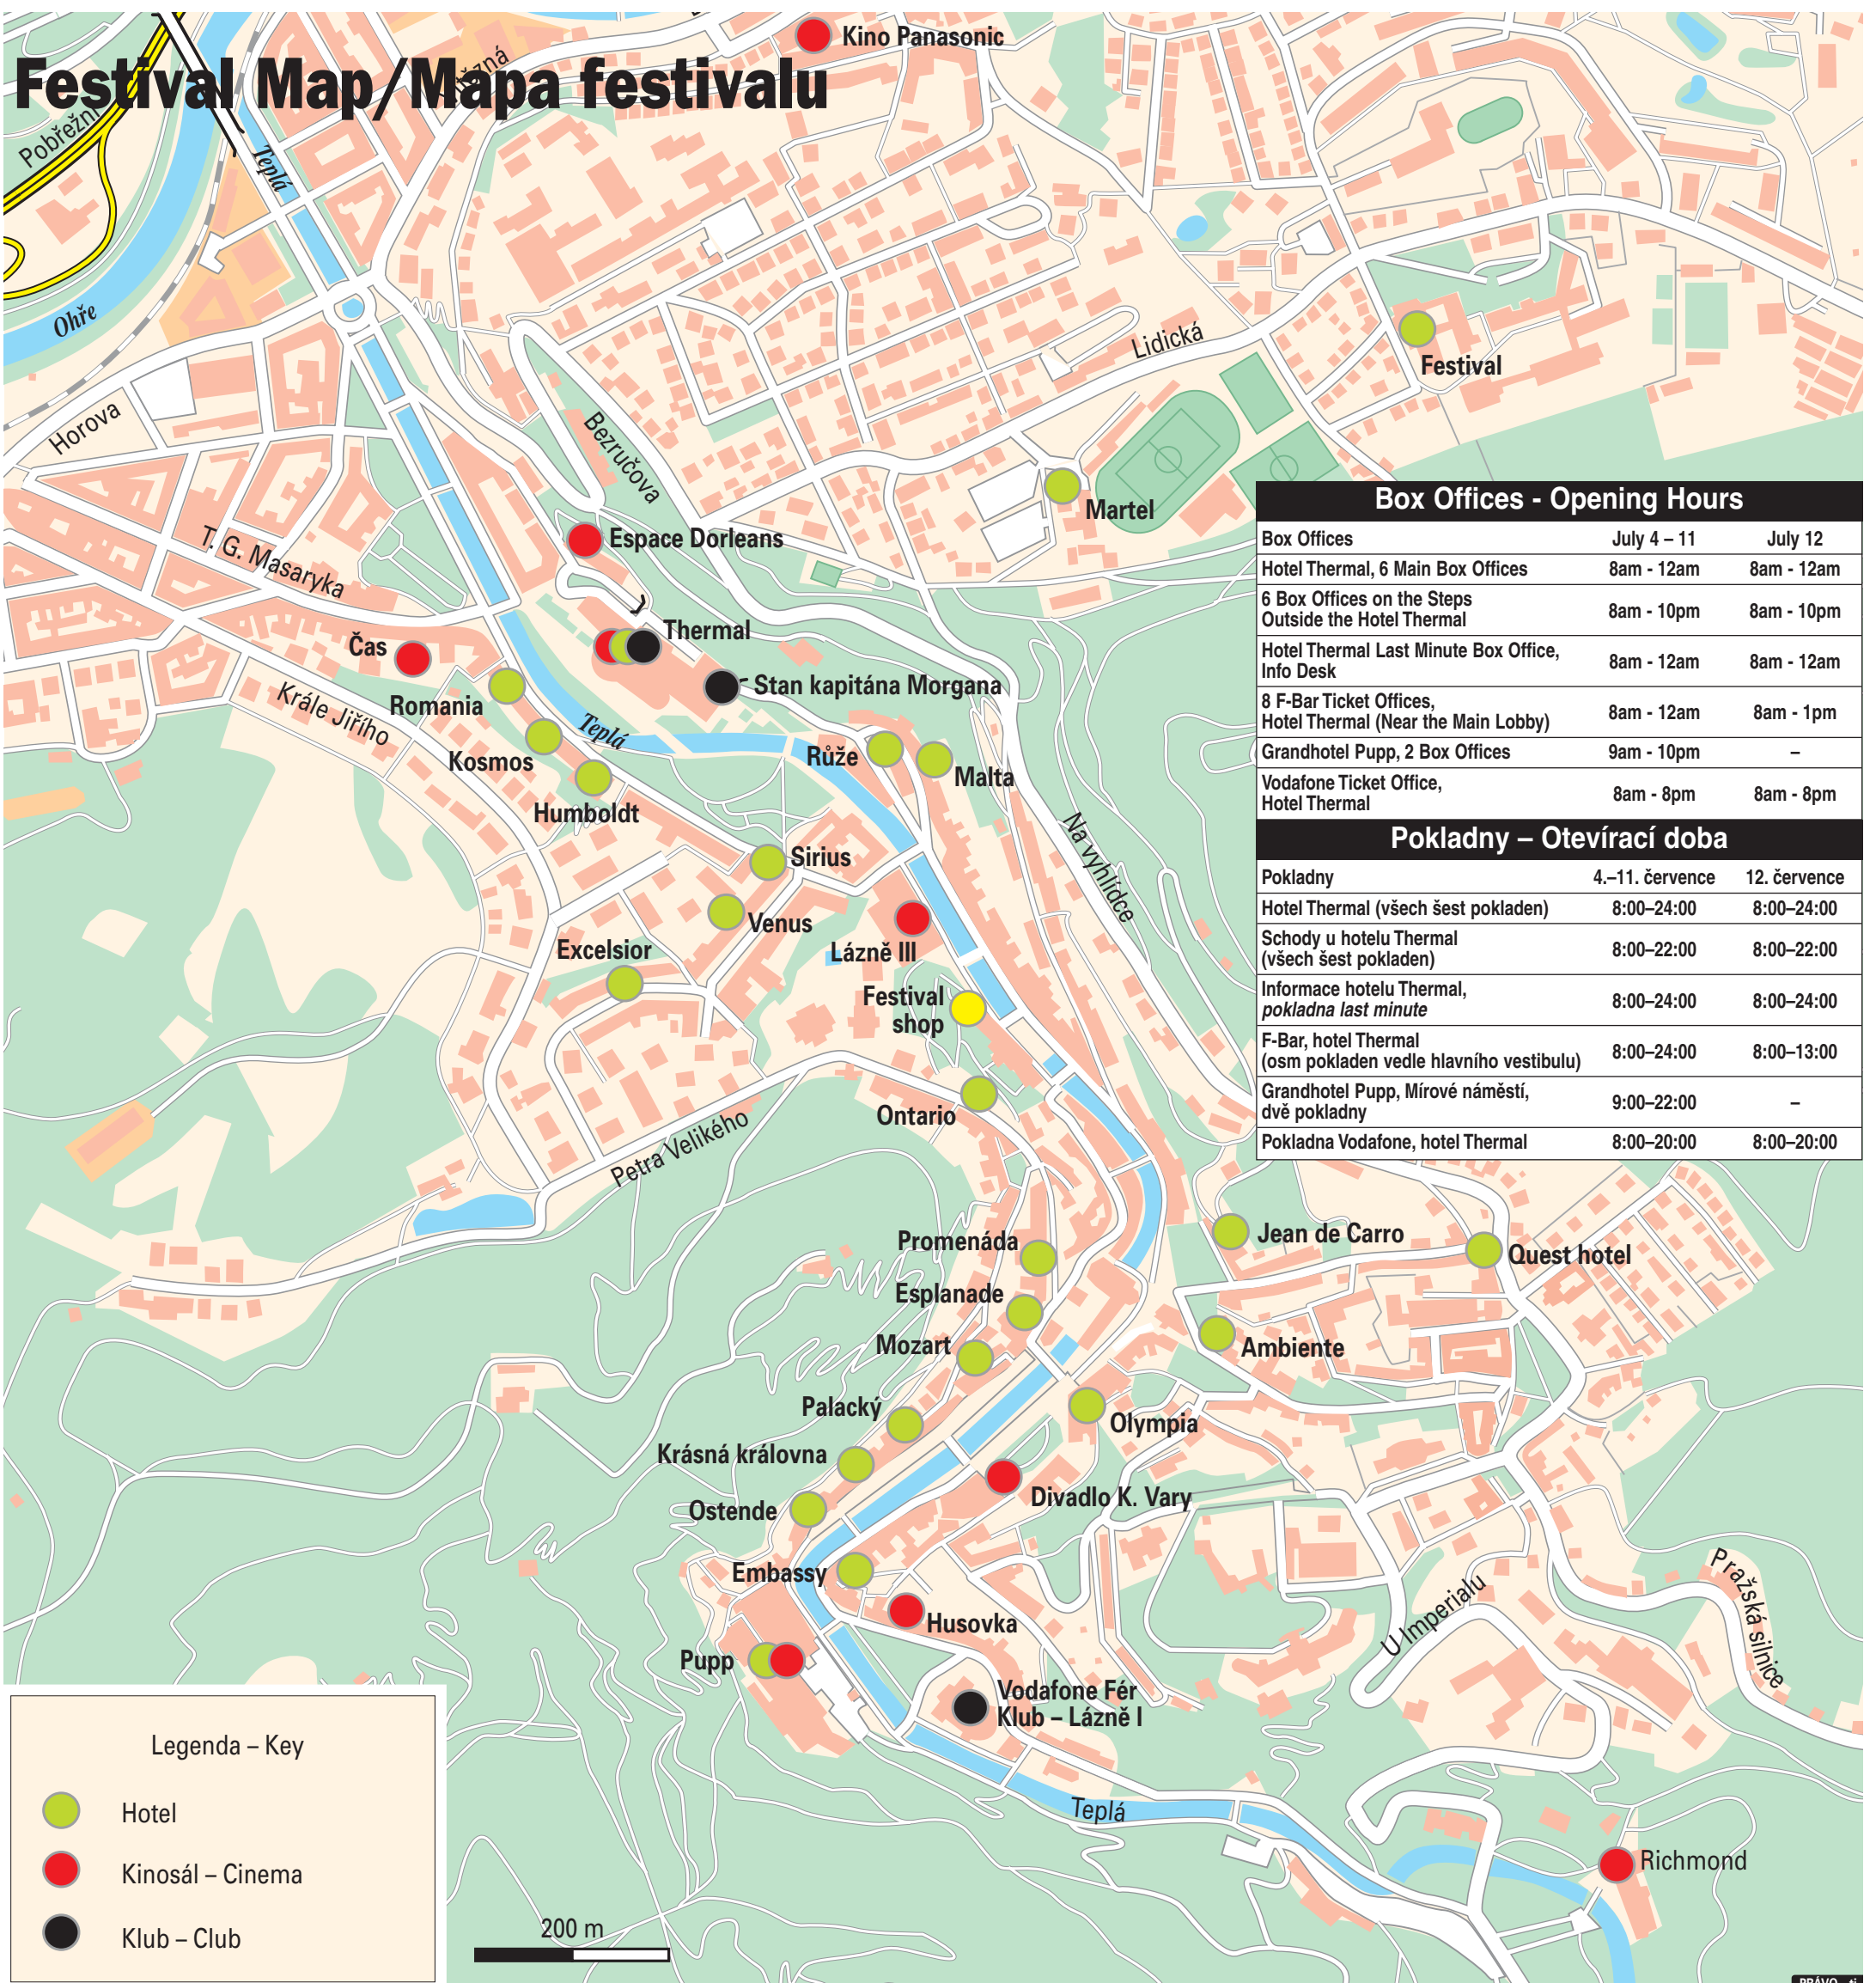 Festival Map/Mapa festivalu
Kino Panasonic
Pobřežní
Teplá
Ohře
Horova
Lidická
Festival
Bezručova
Martel
T. G. Masaryka
Espace Dorleans
Thermal
Čas
Stan kapitána Morgana
Romania
Krále Jiřího
Teplá
Kosmos
Růže
Malta
Humboldt
Na vyhlídce
Sirius
Venus
Lázně III
Excelsior
Festival
shop
Ontario
Petra Velikého
Promenáda
Jean de Carro
Quest hotel
Esplanade
Mozart
Ambiente
Palacký
Olympia
Krásná královna
Divadlo K. Vary
Ostende
Embassy
Husovka
U Imperialu
Pražská silnice
Pupp
Vodafone Fér
Klub – Lázně I
Teplá
Richmond
Box Offices - Opening Hours
Box Offices July 4 – 11 July 12
Hotel Thermal, 6 Main Box Offices 8am - 12am 8am - 12am
6 Box Offices on the Steps
Outside the Hotel Thermal 8am - 10pm 8am - 10pm
Hotel Thermal Last Minute Box Office,
Info Desk 8am - 12am 8am - 12am
8 F-Bar Ticket Offices,
Hotel Thermal (Near the Main Lobby) 8am - 12am 8am - 1pm
Grandhotel Pupp, 2 Box Offices 9am - 10pm –
Vodafone Ticket Office,
Hotel Thermal 8am - 8pm 8am - 8pm
Pokladny – Otevírací doba
Pokladny 4.–11. července 12. července
Hotel Thermal (všech šest pokladen) 8:00–24:00 8:00–24:00
Schody u hotelu Thermal
(všech šest pokladen) 8:00–22:00 8:00–22:00
Informace hotelu Thermal,
pokladna last minute 8:00–24:00 8:00–24:00
F-Bar, hotel Thermal
(osm pokladen vedle hlavního vestibulu) 8:00–24:00 8:00–13:00
Grandhotel Pupp, Mírové náměstí,
dvě pokladny 9:00–22:00 –
Pokladna Vodafone, hotel Thermal 8:00–20:00 8:00–20:00
Legenda – Key
Hotel
Kinosál – Cinema
Klub – Club
200 m
PRÁVO